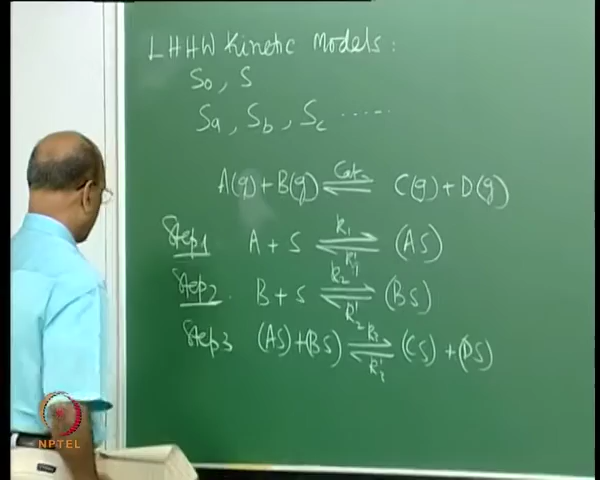 LHHW Kinetic Models:
S₀, S
Sa, Sb, Sc ......
A(g) + B(g) ⇌ Cat. C(g) + D(g)
Step 1 A + S ⇌ (AS) k₁ k₁'
Step 2. B + S ⇌ (BS) k₂ k₂'
Step 3 (AS) + (BS) ⇌ (CS) + (DS) k₃ k₃'
NPTEL